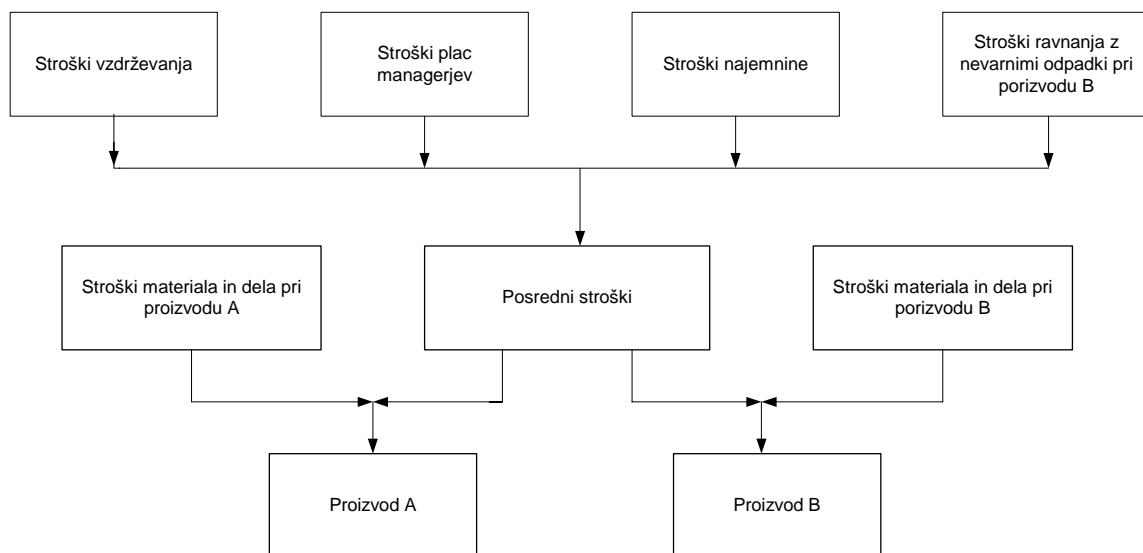 Stroški vzdrževanja
Stroški plac
managerjev
Stroški najemnine
Stroški ravnanja z
nevarnimi odpadki pri
porizvodu B
Stroški materiala in dela pri
proizvodu A
Posredni stroški
Stroški materiala in dela pri
porizvodu B
Proizvod A
Proizvod B